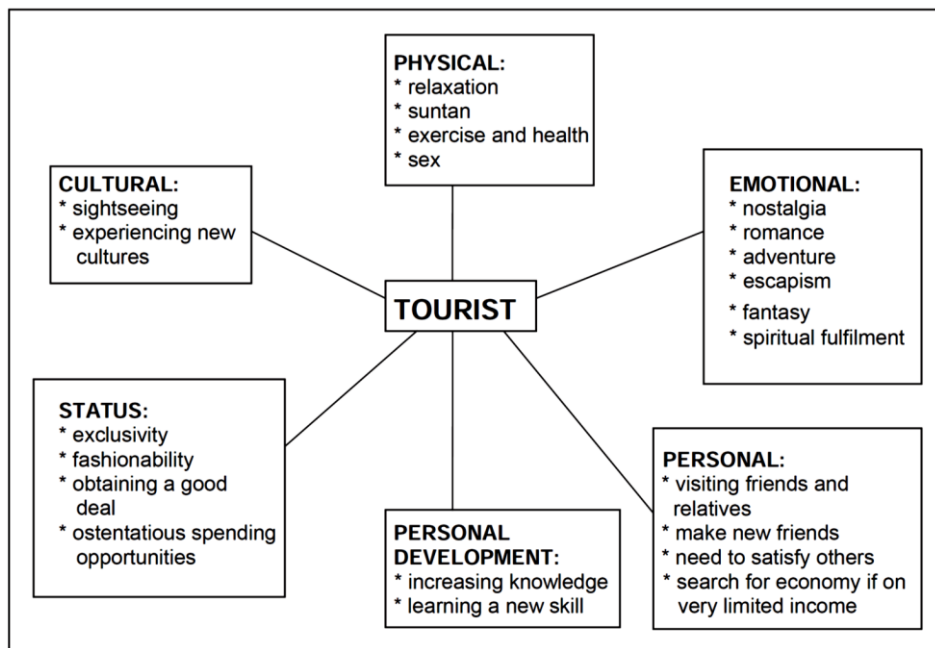 PHYSICAL:
* relaxation
* suntan
* exercise and health
* sex
CULTURAL:
* sightseeing
* experiencing new
cultures
EMOTIONAL:
* nostalgia
* romance
* adventure
* escapism
* fantasy
* spiritual fulfilment
TOURIST
STATUS:
* exclusivity
* fashionability
* obtaining a good
deal
* ostentatious spending
opportunities
PERSONAL
DEVELOPMENT:
* increasing knowledge
* learning a new skill
PERSONAL:
* visiting friends and
relatives
* make new friends
* need to satisfy others
* search for economy if on
very limited income